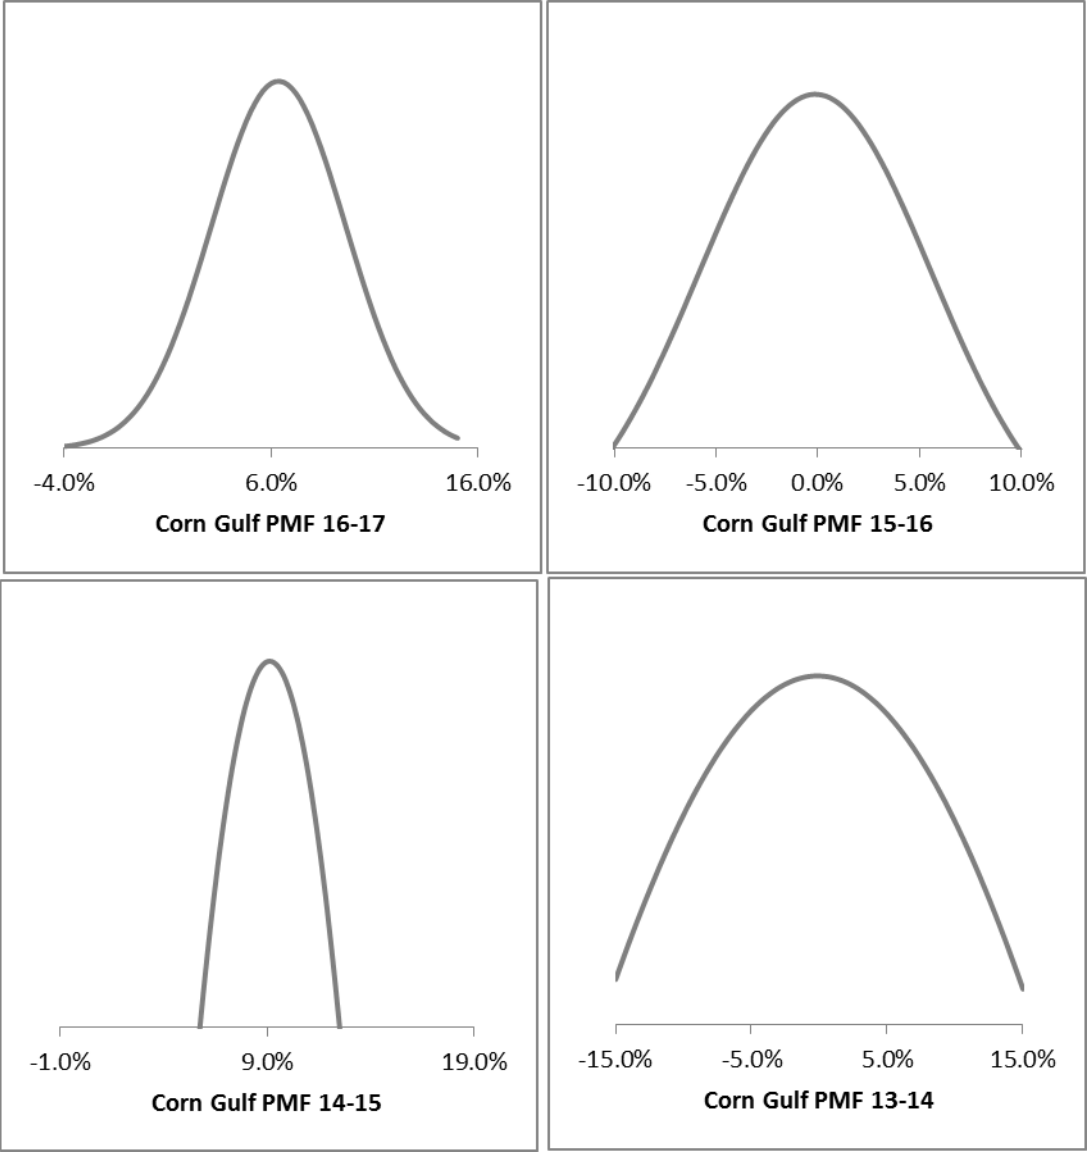 -4.0% 6.0% 16.0%
Corn Gulf PMF 16-17
-10.0% -5.0% 0.0% 5.0% 10.0%
Corn Gulf PMF 15-16
-1.0% 9.0% 19.0%
Corn Gulf PMF 14-15
-15.0% -5.0% 5.0% 15.0%
Corn Gulf PMF 13-14